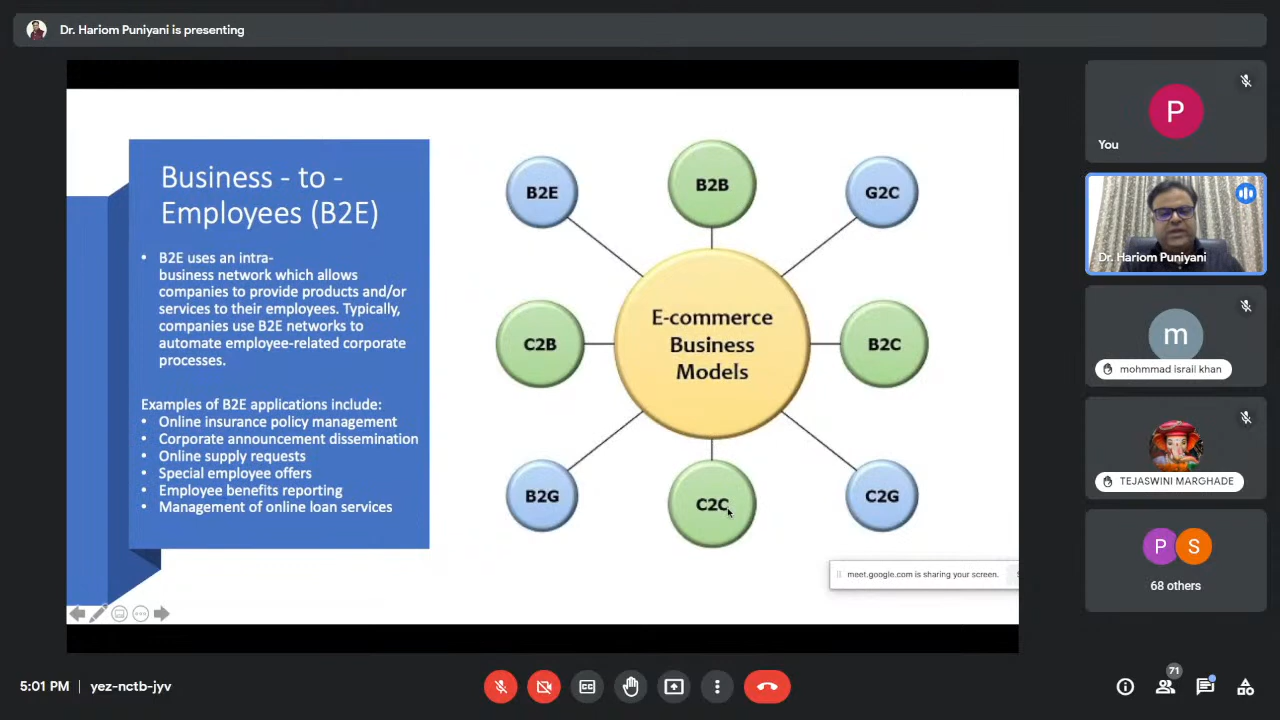 Dr. Hariom Puniyani is presenting
Business - to -
Employees (B2E)
• B2E uses an intra-
business network which allows
companies to provide products and/or
services to their employees. Typically,
companies use B2E networks to
automate employee-related corporate
processes.
Examples of B2E applications include:
• Online insurance policy management
• Corporate announcement dissemination
• Online supply requests
• Special employee offers
• Employee benefits reporting
• Management of online loan services
B2E
B2B
G2C
C2B
E-commerce
Business
Models
B2C
B2G
C2C
C2G
meet.google.com is sharing your screen.
P
You
Dr. Hariom Puniyani
m
mohmmad israil khan
TEJASWINI MARGHADE
P
S
68 others
5:01 PM
yez-nctb-jyv
71